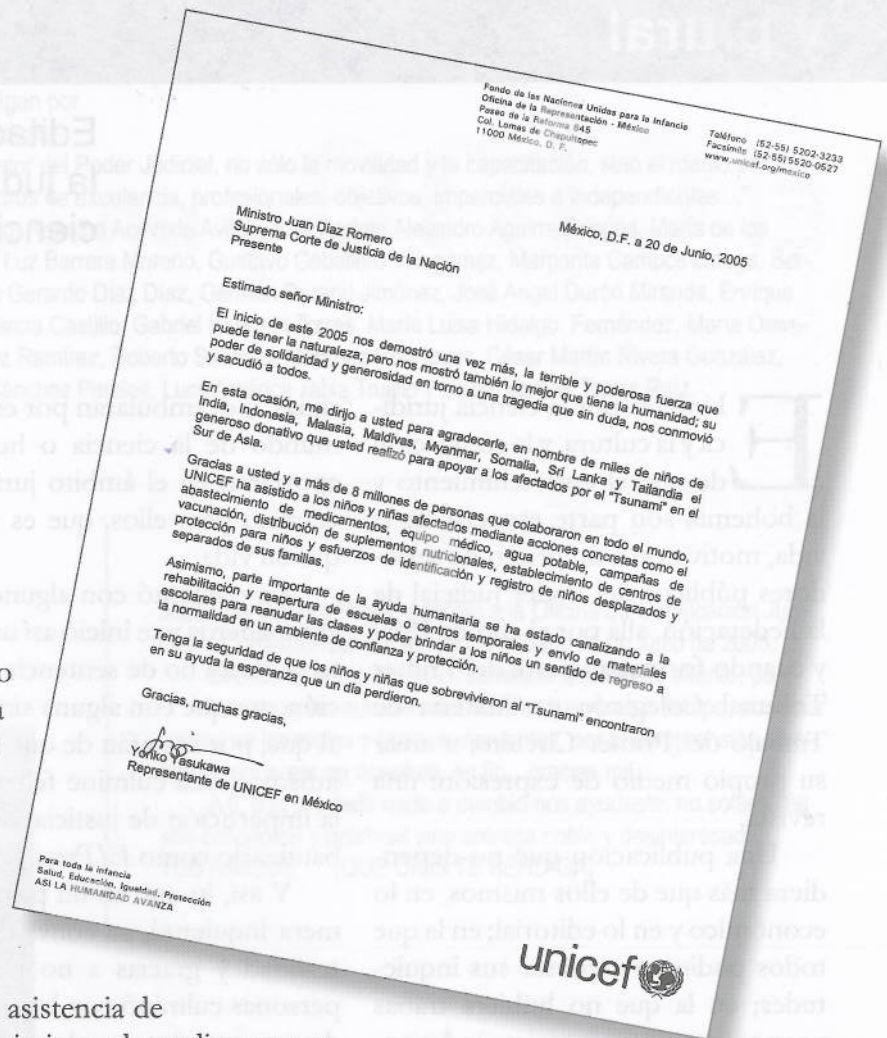 Fondo de las Naciones Unidas para la Infancia
Oficina de la Representación - México
Paseo de la Reforma 645
Col. Lomas de Chapultepec
11000 México, D. F.
Teléfono (52-55) 5202-3233
Facsímile (52-55) 5520-0527
www.unicef.org/mexico
México, D.F. a 20 de Junio, 2005
Ministro Juan Díaz Romero
Suprema Corte de Justicia de la Nación
Presente
Estimado señor Ministro:
El inicio de este 2005 nos demostró una vez más, la terrible y poderosa fuerza que
puede tener la naturaleza, pero nos mostró también lo mejor que tiene la humanidad; su
poder de solidaridad y generosidad en torno a una tragedia que sin duda, nos conmovió
y sacudió a todos.
En esta ocasión, me dirijo a usted para agradecerle, en nombre de miles de niños de
India, Indonesia, Malasia, Maldivas, Myanmar, Somalia, Sri Lanka y Tailandia el
generoso donativo que usted realizó para apoyar a los afectados por el "Tsunami" en el
Sur de Asia.
Gracias a usted y a más de 6 millones de personas que colaboraron en todo el mundo,
UNICEF ha asistido a los niños y niñas afectados mediante acciones concretas como el
abastecimiento de medicamentos, equipo médico, agua potable, campañas de
vacunación, distribución de suplementos nutricionales, establecimiento de centros de
protección para niños y esfuerzos de identificación y registro de niños desplazados y
separados de sus familias.
Asimismo, parte importante de la ayuda humanitaria se ha estado canalizando a la
rehabilitación y reapertura de escuelas o centros temporales y envío de materiales
escolares para reanudar las clases y poder brindar a los niños un sentido de regreso a
la normalidad en un ambiente de confianza y protección.
Tenga la seguridad de que los niños y niñas que sobrevivieron al "Tsunami" encontraron
en su ayuda la esperanza que un día perdieron.
Gracias, muchas gracias,
Yoriko Yasukawa
Representante de UNICEF en México
Para toda la infancia
Salud, Educación, Igualdad, Protección
ASI LA HUMANIDAD AVANZA
unicef
asistencia de